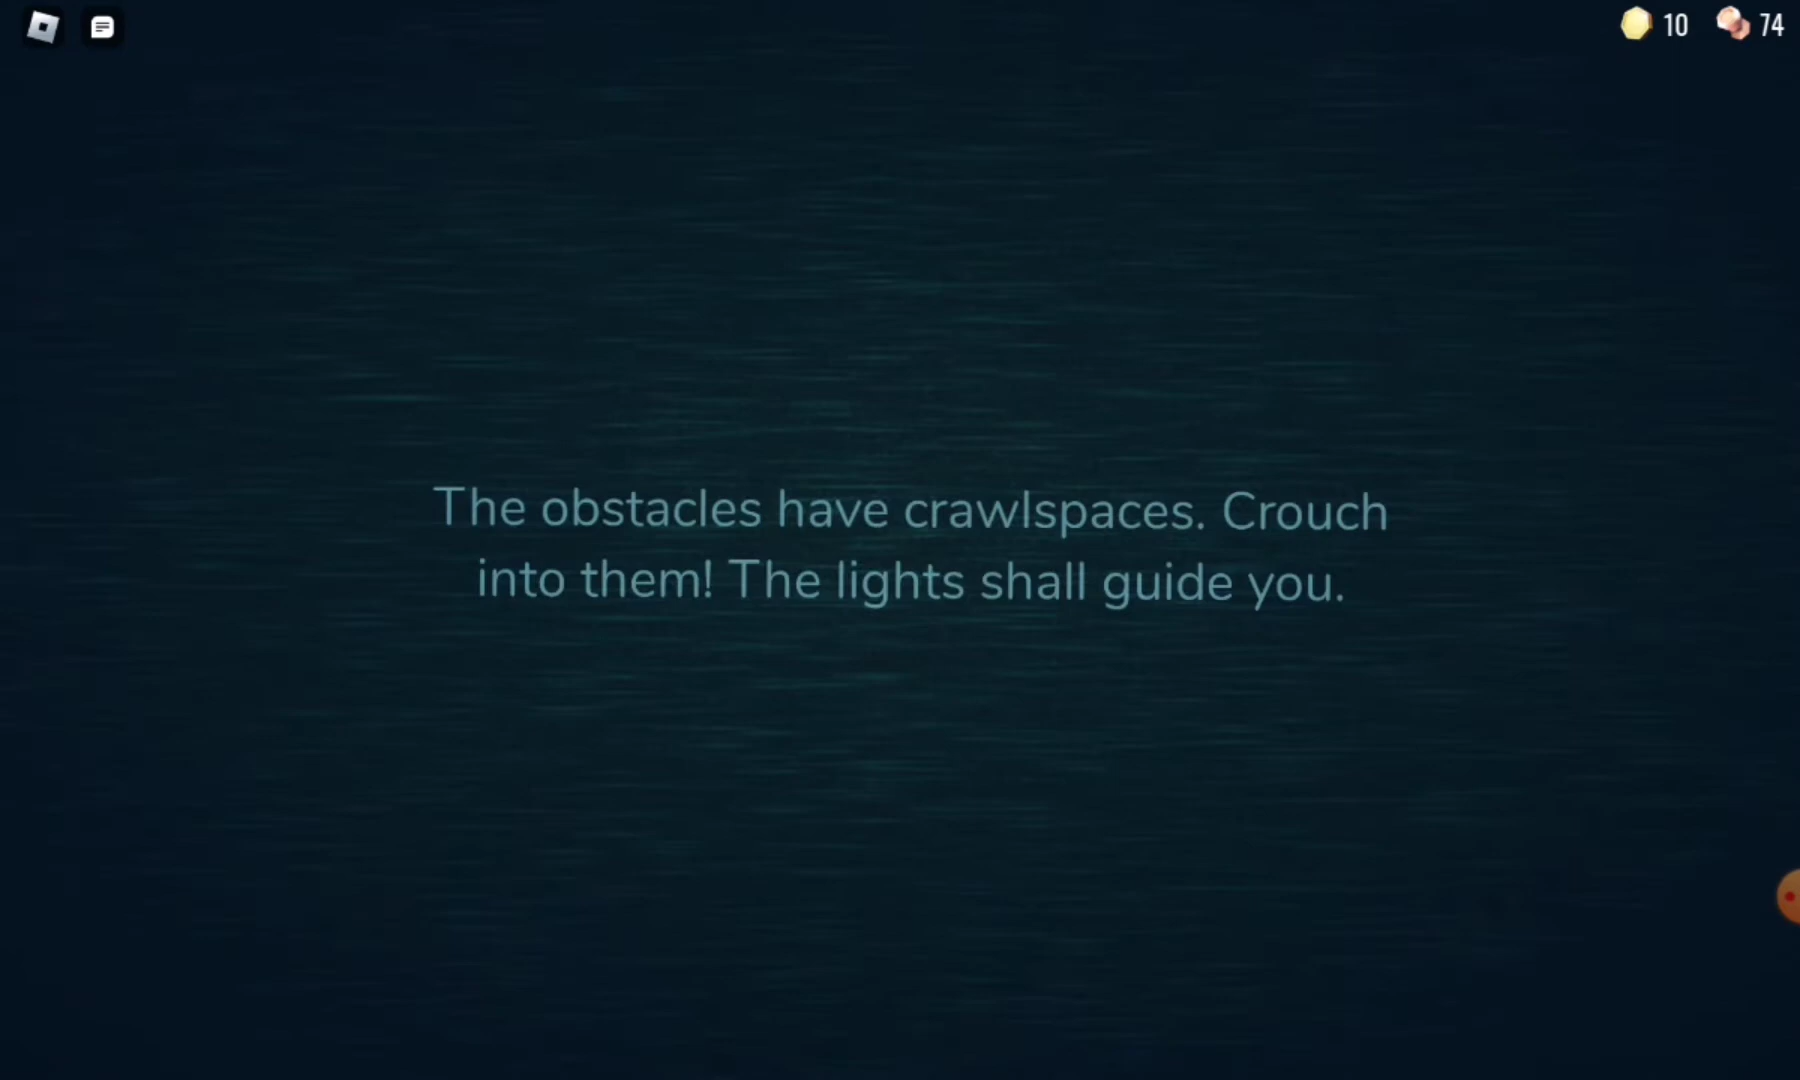 10 74
The obstacles have crawlspaces. Crouch
into them! The lights shall guide you.